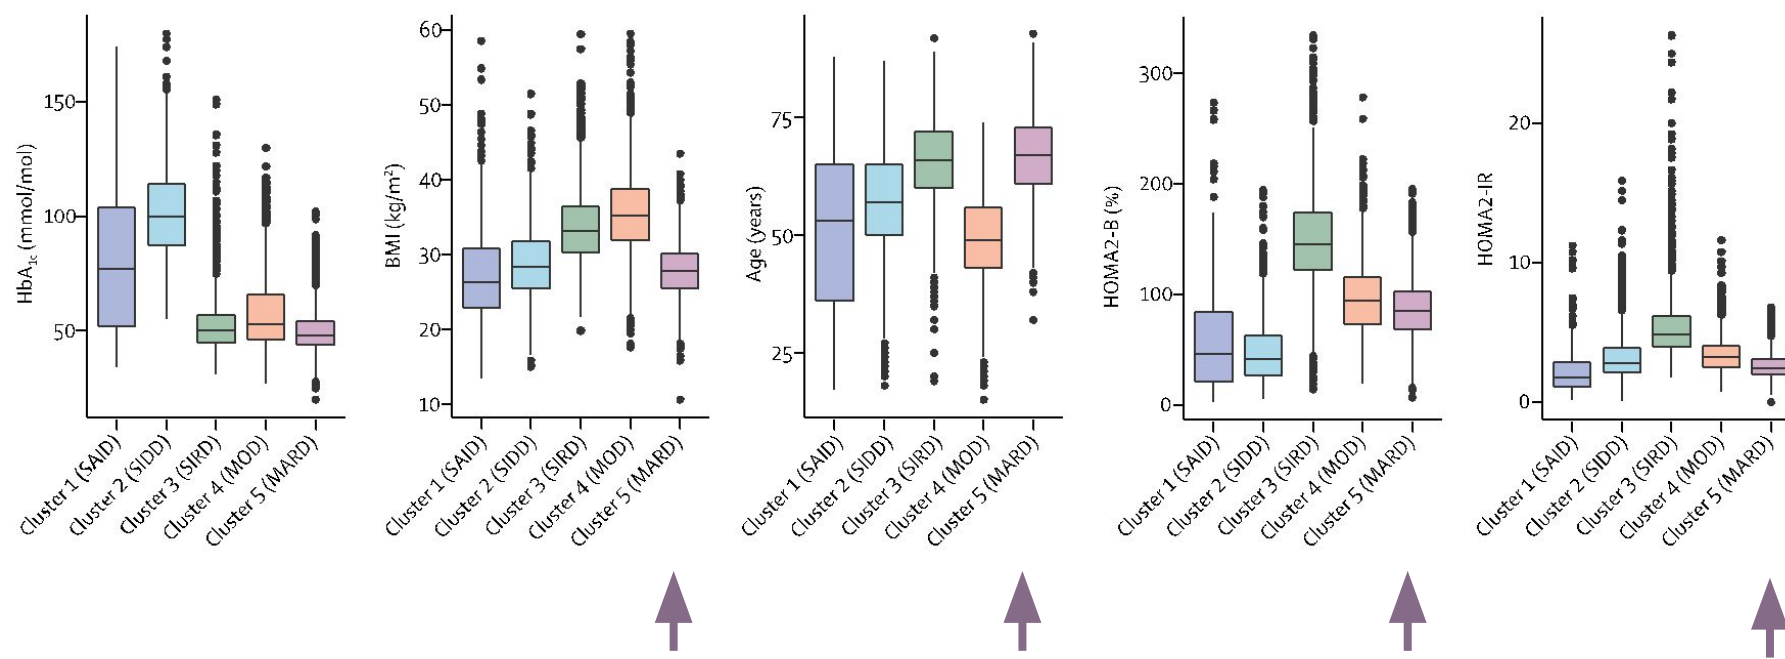 HbA1c (mmol/mol)
150
100
50
Cluster 1 (SAID)
Cluster 2 (SIDD)
Cluster 3 (SIRD)
Cluster 4 (MOD)
Cluster 5 (MARD)
BMI (kg/m²)
60
50
40
30
20
10
Cluster 1 (SAID)
Cluster 2 (SIDD)
Cluster 3 (SIRD)
Cluster 4 (MOD)
Cluster 5 (MARD)
Age (years)
75
50
25
Cluster 1 (SAID)
Cluster 2 (SIDD)
Cluster 3 (SIRD)
Cluster 4 (MOD)
Cluster 5 (MARD)
HOMA2-B (%)
300
200
100
0
Cluster 1 (SAID)
Cluster 2 (SIDD)
Cluster 3 (SIRD)
Cluster 4 (MOD)
Cluster 5 (MARD)
HOMA2-IR
20
10
0
Cluster 1 (SAID)
Cluster 2 (SIDD)
Cluster 3 (SIRD)
Cluster 4 (MOD)
Cluster 5 (MARD)